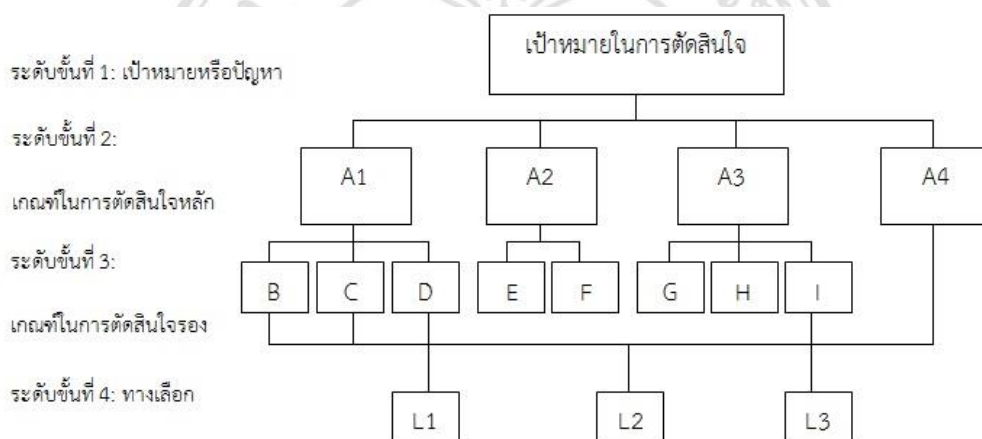 เป้าหมายในการตัดสินใจ
ระดับขั้นที่ 1: เป้าหมายหรือปัญหา
ระดับขั้นที่ 2:
A1 A2 A3 A4
เกณฑ์ในการตัดสินใจหลัก
ระดับขั้นที่ 3:
B C D E F G H I
เกณฑ์ในการตัดสินใจรอง
ระดับขั้นที่ 4: ทางเลือก
L1 L2 L3